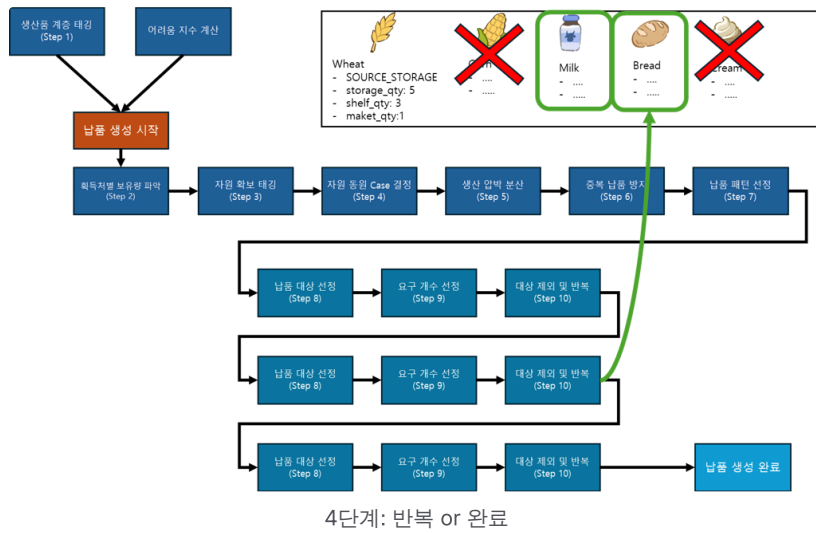 생산품 계층 태깅
(Step 1)
어려움 지수 계산
Wheat
- SOURCE_STORAGE
- storage_qty: 5
- shelf_qty: 3
- maket_qty:1
- ....
- .....
Milk
- ....
- .....
Bread
- ....
- .....
Cream
- ....
- .....
납품 생성 시작
획득처별 보유량 파악
(Step 2)
자원 확보 태깅
(Step 3)
자원 동원 Case 결정
(Step 4)
생산 압박 분산
(Step 5)
중복 납품 방지
(Step 6)
납품 패턴 선정
(Step 7)
납품 대상 선정
(Step 8)
요구 개수 선정
(Step 9)
대상 제외 및 반복
(Step 10)
납품 대상 선정
(Step 8)
요구 개수 선정
(Step 9)
대상 제외 및 반복
(Step 10)
납품 대상 선정
(Step 8)
요구 개수 선정
(Step 9)
대상 제외 및 반복
(Step 10)
납품 생성 완료
4단계: 반복 or 완료